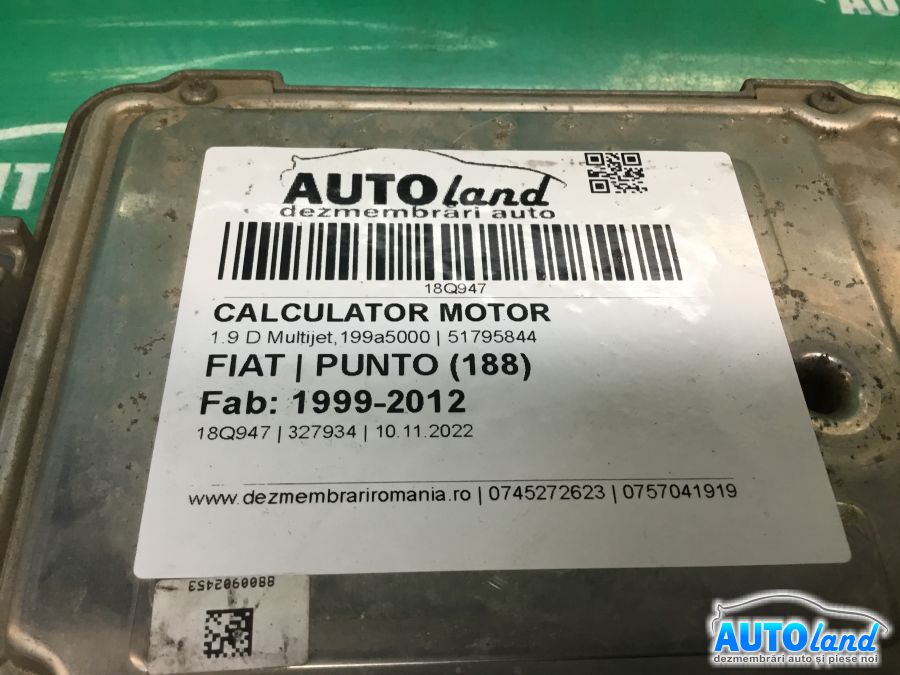 AUTOland
dezmembrări auto
18Q947
CALCULATOR MOTOR
1.9 D Multijet,199a5000 | 51795844
FIAT | PUNTO (188)
Fab: 1999-2012
18Q947 | 327934 | 10.11.2022
www.dezmembrariromania.ro | 0745272623 | 0757041919
8800902453
AUTOland
dezmembrări auto și piese noi